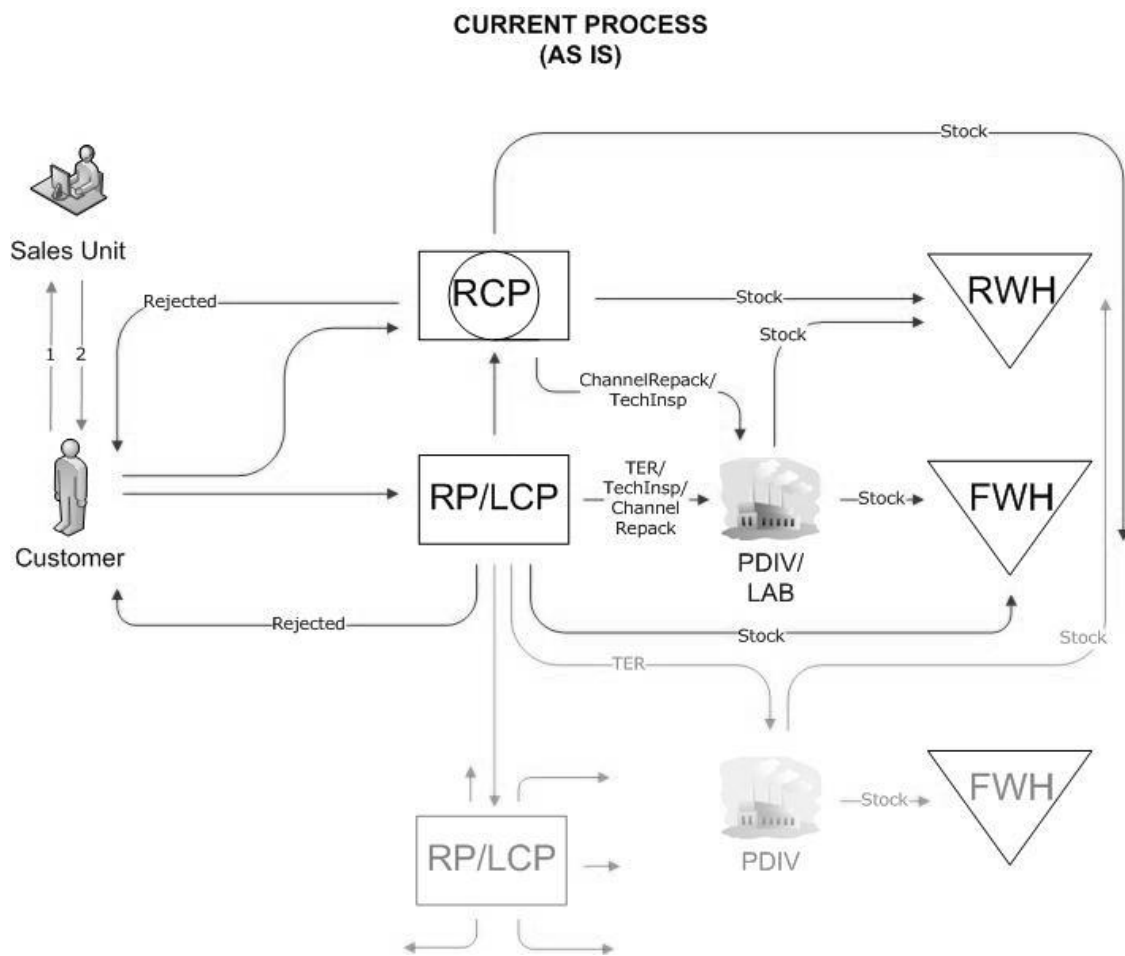 CURRENT PROCESS
(AS IS)
Stock
Sales Unit
RCP
RWH
Rejected
Stock
Stock
1
2
ChannelRepack/
TechInsp
RP/LCP
TER/
TechInsp/
Channel
Repack
Stock
FWH
Customer
PDIV/
LAB
Rejected
Stock
Stock
TER
RP/LCP
PDIV
Stock
FWH